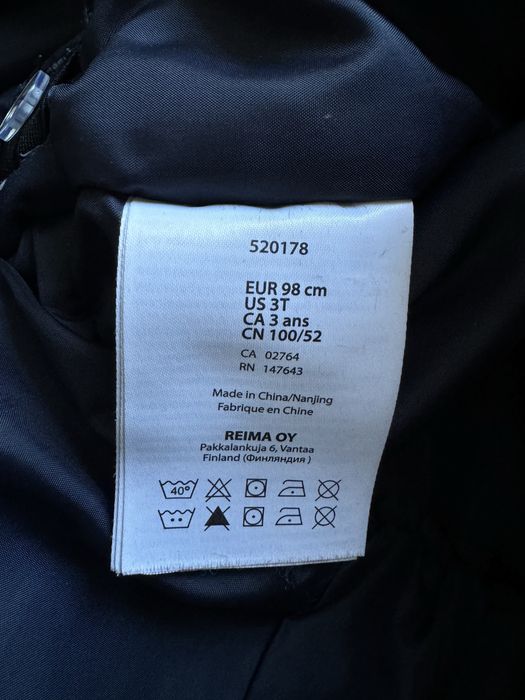 520178
EUR 98 cm
US 3T
CA 3 ans
CN 100/52
CA 02764
RN 147643
Made in China/Nanjing
Fabrique en Chine
REIMA OY
Pakkalankuja 6, Vantaa
Finland (Финляндия )
40°